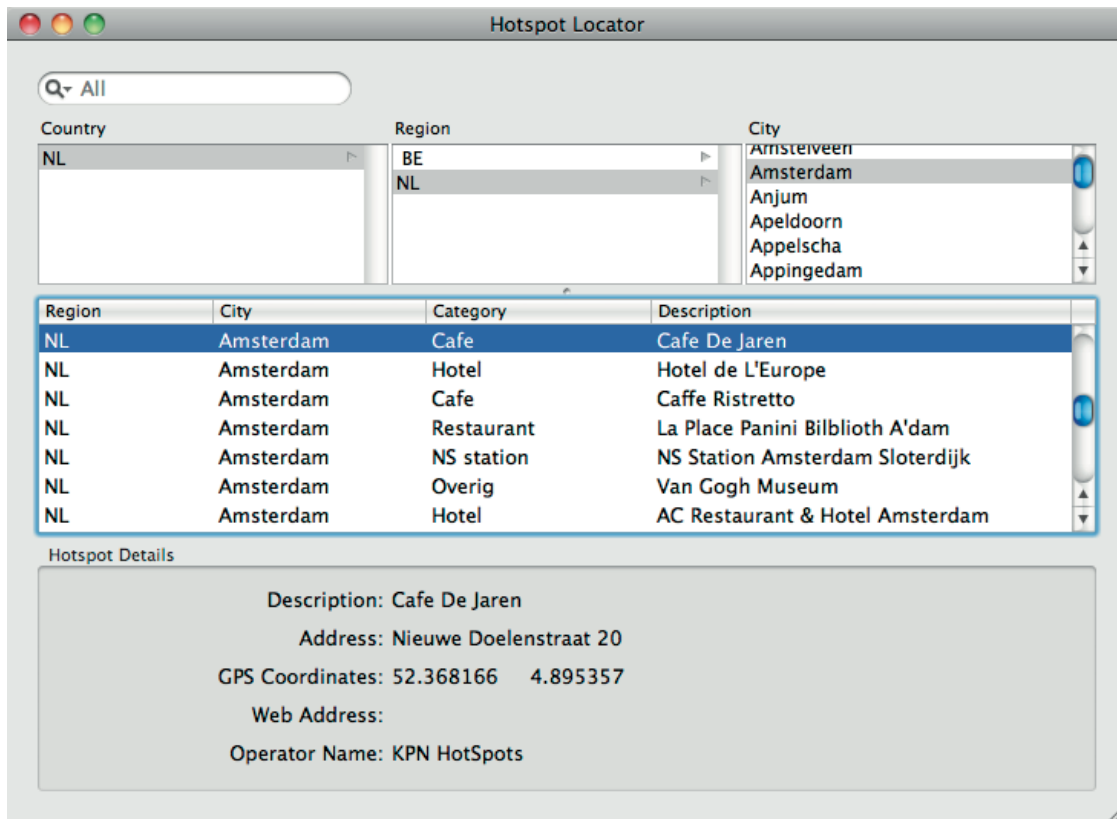 Hotspot Locator
All
Country Region City
NL
BE
NL
Amstelveen
Amsterdam
Anjum
Apeldoorn
Appelscha
Appingedam
Region City Category Description
NL Amsterdam Cafe Cafe De Jaren
NL Amsterdam Hotel Hotel de L'Europe
NL Amsterdam Cafe Caffe Ristretto
NL Amsterdam Restaurant La Place Panini Bilblioth A'dam
NL Amsterdam NS station NS Station Amsterdam Sloterdijk
NL Amsterdam Overig Van Gogh Museum
NL Amsterdam Hotel AC Restaurant & Hotel Amsterdam
Hotspot Details
Description: Cafe De Jaren
Address: Nieuwe Doelenstraat 20
GPS Coordinates: 52.368166 4.895357
Web Address:
Operator Name: KPN HotSpots